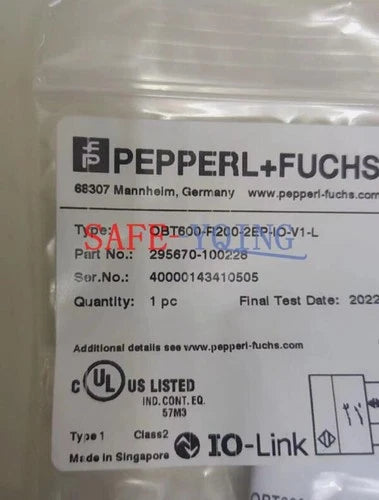 PEPPERL+FUCHS
68307 Mannheim, Germany www.pepperl-fuchs.com
Type: OBT600-R200-2EP-IO-V1-L
SAFE-YQING
Part No.: 295670-100226
Ser.No.: 40000143410505
Quantity: 1 pc Final Test Date: 2022
Additional details see www.pepperl-fuchs.com
C UL US LISTED
IND. CONT. EQ.
57M3
Type 1 Class2 IO-Link
Made in Singapore